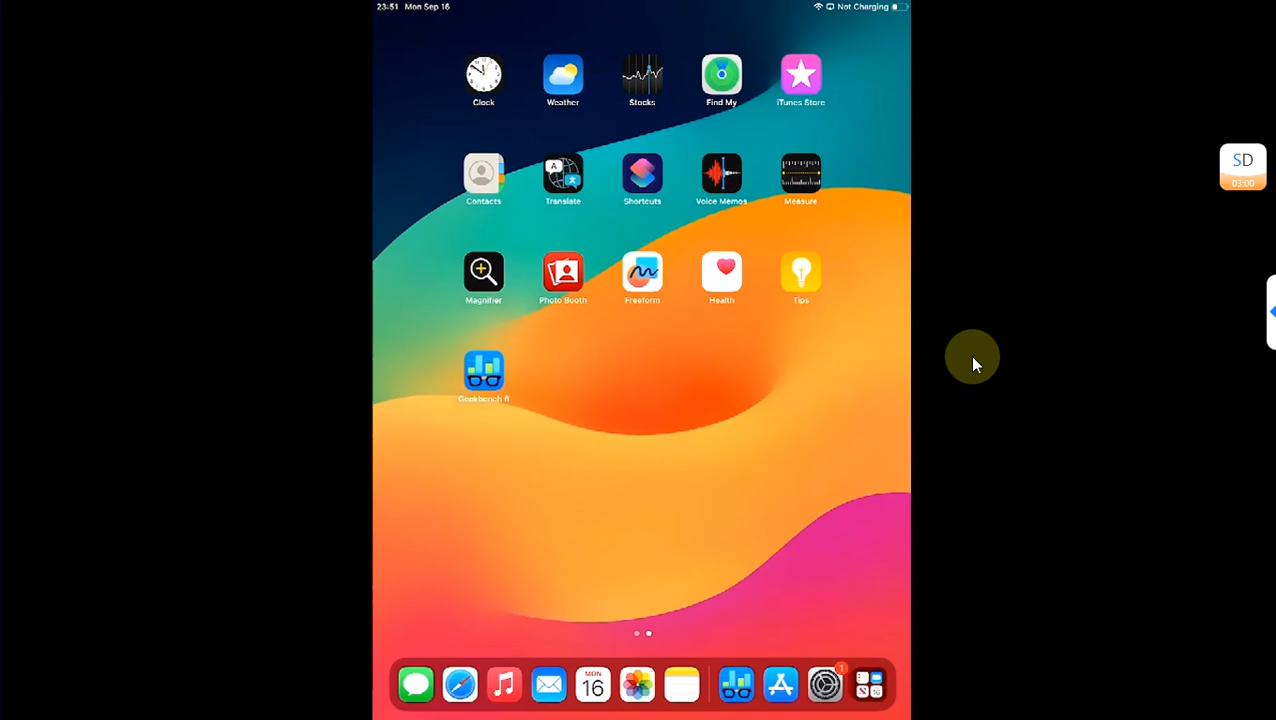 23:51 Mon Sep 16
Not Charging
Clock Weather Stocks Find My iTunes Store
SD
03:00
Contacts Translate Shortcuts Voice Memos Measure
Magnifier Photo Booth Freeform Health Tips
Geekbench 6
1
MON
16